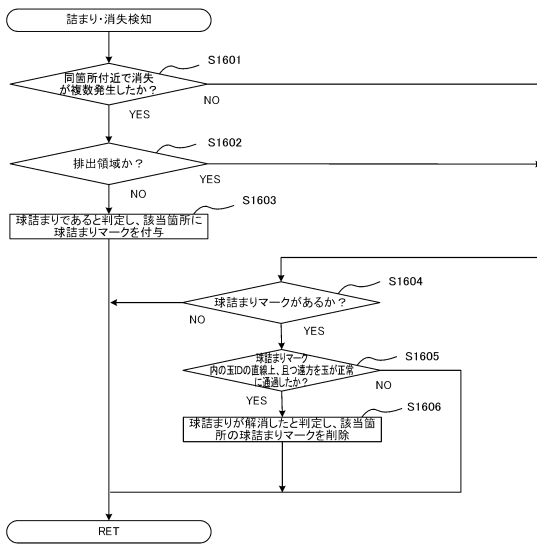 詰まり・消失検知
S1601
同箇所付近で消失
が複数発生したか？
NO
YES
S1602
排出領域か？
YES
NO
S1603
球詰まりであると判定し、該当箇所に
球詰まりマークを付与
S1604
球詰まりマークがあるか？
NO
YES
S1605
球詰まりマーク
内の玉IDの直線上、且つ遠方を玉が正常
に通過したか？
NO
YES
S1606
球詰まりが解消したと判定し、該当箇
所の球詰まりマークを削除
RET